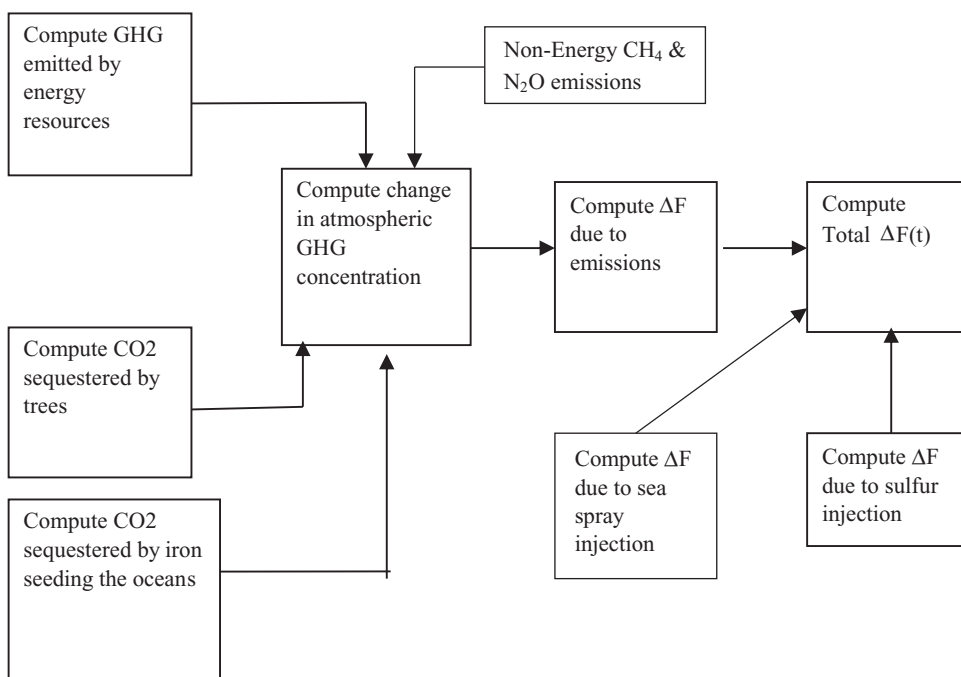 Compute GHG
emitted by
energy
resources
Non-Energy CH₄ &
N₂O emissions
Compute change
in atmospheric
GHG
concentration
Compute ΔF
due to
emissions
Compute
Total ΔF(t)
Compute CO2
sequestered by
trees
Compute CO2
sequestered by iron
seeding the oceans
Compute ΔF
due to sea
spray
injection
Compute ΔF
due to sulfur
injection